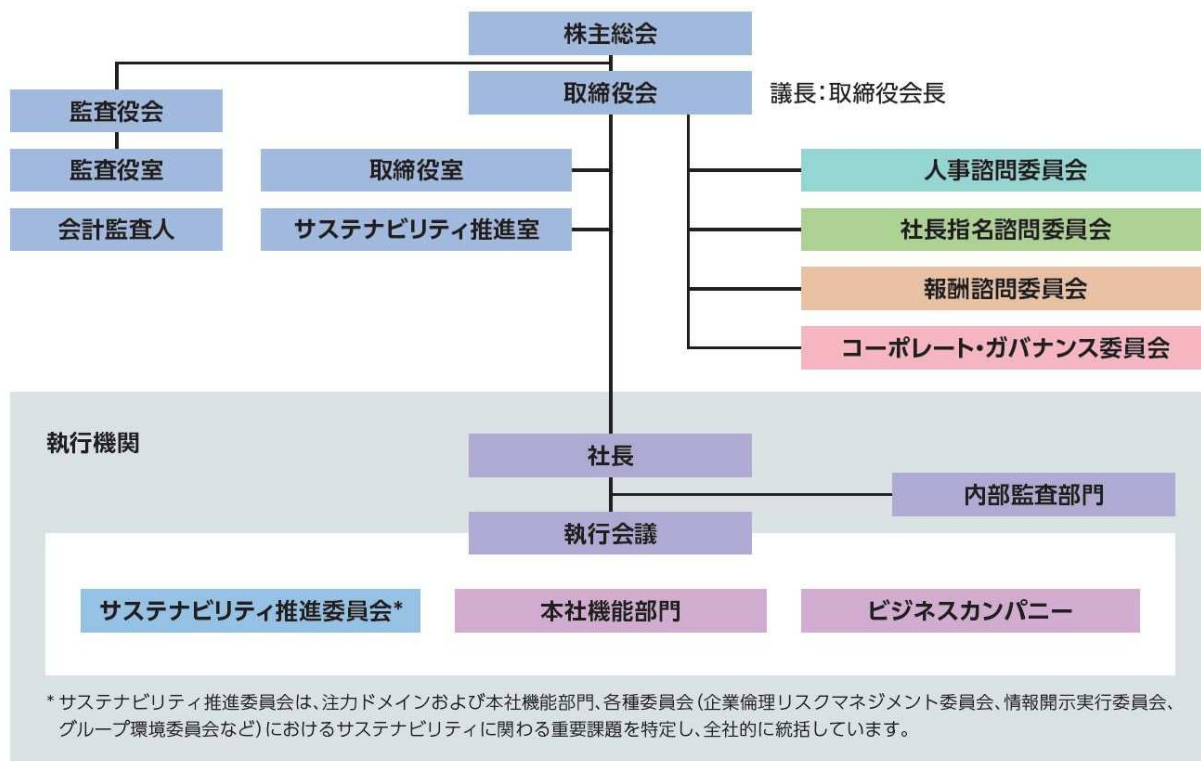 株主総会
取締役会
議長:取締役会長
監査役会
監査役室
取締役室
人事諮問委員会
会計監査人
サステナビリティ推進室
社長指名諮問委員会
報酬諮問委員会
コーポレート・ガバナンス委員会
執行機関
社長
内部監査部門
執行会議
サステナビリティ推進委員会*
本社機能部門
ビジネスカンパニー
* サステナビリティ推進委員会は、注力ドメインおよび本社機能部門、各種委員会(企業倫理リスクマネジメント委員会、情報開示実行委員会、
グループ環境委員会など)におけるサステナビリティに関わる重要課題を特定し、全社的に統括しています。